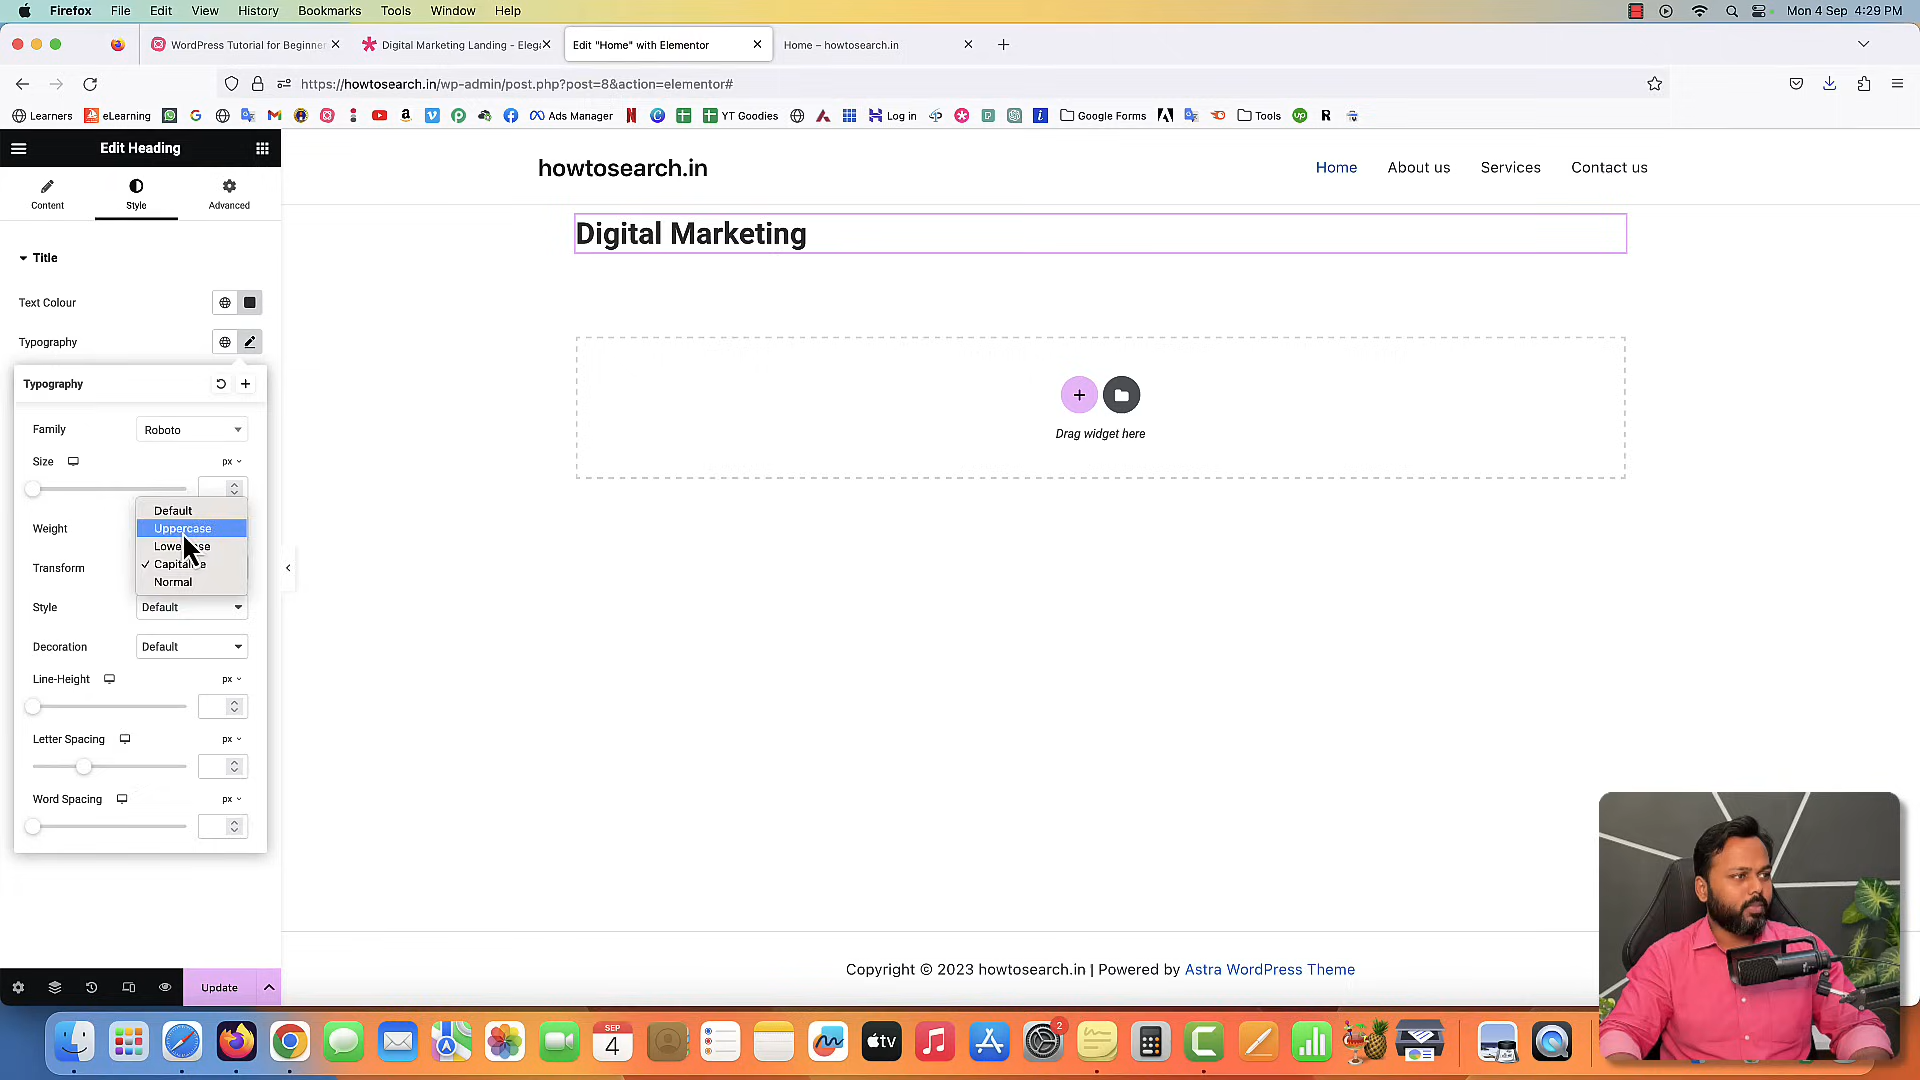 Firefox File Edit View History Bookmarks Tools Window Help Mon 4 Sep 4:29 PM
WordPress Tutorial for Beginner
Digital Marketing Landing - Eleg
Edit "Home" with Elementor
Home – howtosearch.in
https://howtosearch.in/wp-admin/post.php?post=8&action=elementor#
Learners eLearning Ads Manager YT Goodies Log in Google Forms Tools
Edit Heading
Content Style Advanced
Title
Text Colour
Typography
Typography
Family Roboto
Size px
Default
Weight Uppercase
Transform
Normal
Style Default
Decoration Default
Line-Height px
Letter Spacing px
Word Spacing px
Update
howtosearch.in
Home About us Services Contact us
Digital Marketing
Drag widget here
Copyright © 2023 howtosearch.in | Powered by Astra WordPress Theme
SEP
4
tv
2